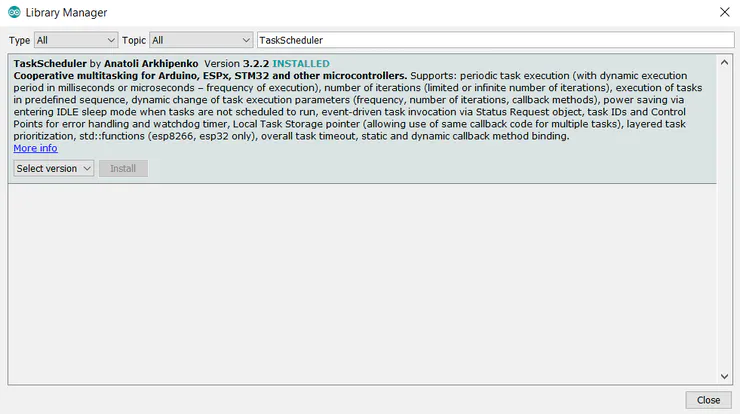 Library Manager
Type All Topic All TaskScheduler
TaskScheduler by Anatoli Arkhipenko Version 3.2.2 INSTALLED
Cooperative multitasking for Arduino, ESPx, STM32 and other microcontrollers. Supports: periodic task execution (with dynamic execution
period in milliseconds or microseconds – frequency of execution), number of iterations (limited or infinite number of iterations), execution of tasks
in predefined sequence, dynamic change of task execution parameters (frequency, number of iterations, callback methods), power saving via
entering IDLE sleep mode when tasks are not scheduled to run, event-driven task invocation via Status Request object, task IDs and Control
Points for error handling and watchdog timer, Local Task Storage pointer (allowing use of same callback code for multiple tasks), layered task
prioritization, std::functions (esp8266, esp32 only), overall task timeout, static and dynamic callback method binding.
More info
Select version Install
Close